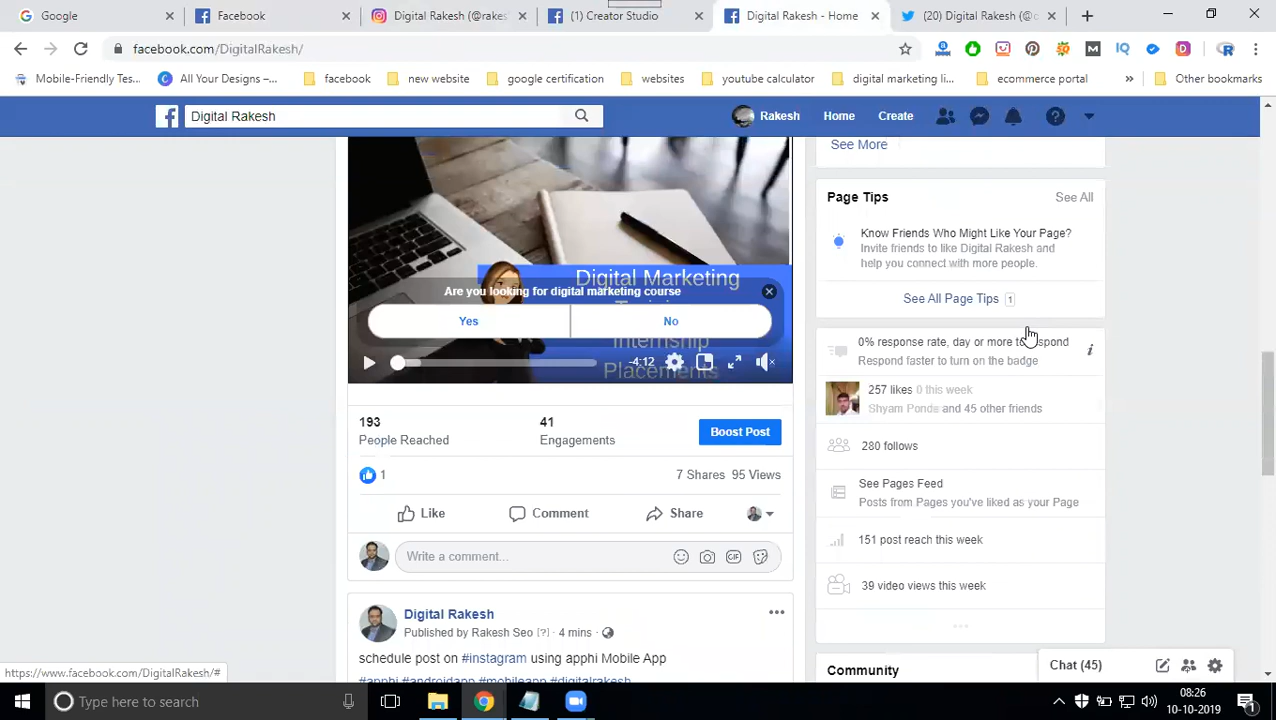 Google
Facebook
Digital Rakesh (@rakes
(1) Creator Studio
Digital Rakesh - Home
(20) Digital Rakesh (@c
facebook.com/DigitalRakesh/
Mobile-Friendly Tes...
All Your Designs –...
facebook
new website
google certification
websites
youtube calculator
digital marketing li...
ecommerce portal
Other bookmarks
Digital Rakesh
Rakesh
Home
Create
See More
Page Tips
See All
Know Friends Who Might Like Your Page?
Invite friends to like Digital Rakesh and
help you connect with more people.
See All Page Tips 1
0% response rate, day or more to respond
Respond faster to turn on the badge
257 likes 0 this week
Shyam Ponds and 45 other friends
280 follows
See Pages Feed
Posts from Pages you've liked as your Page
151 post reach this week
39 video views this week
Community
Digital Marketing
Are you looking for digital marketing course
Yes
No
Internship
Placements
-4:12
193
People Reached
41
Engagements
Boost Post
1
7 Shares 95 Views
Like
Comment
Share
Write a comment...
GIF
Digital Rakesh
Published by Rakesh Seo [?] · 4 mins ·
schedule post on #instagram using apphi Mobile App
#apphi #androidapp #mobileapp #digitalrakesh
Chat (45)
https://www.facebook.com/DigitalRakesh/#
Type here to search
08:26
10-10-2019